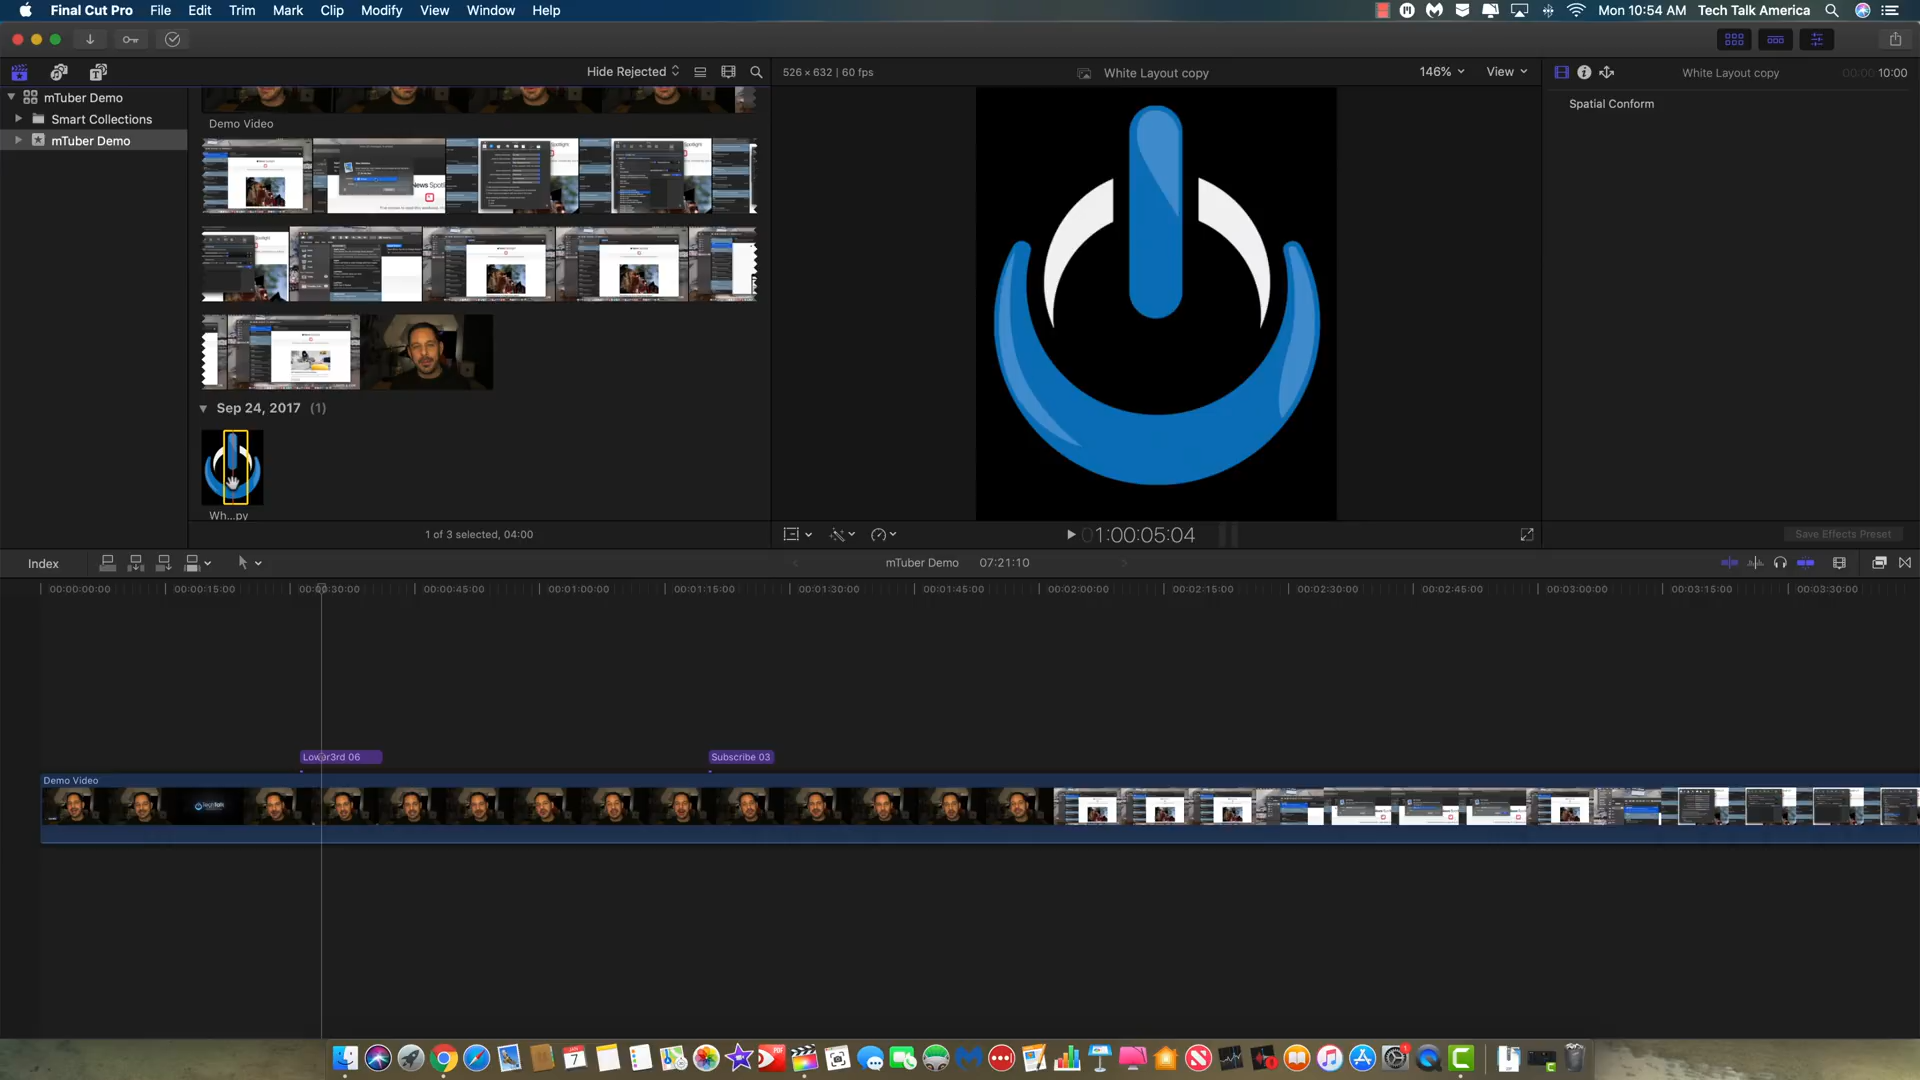 Final Cut Pro File Edit Trim Mark Clip Modify View Window Help
Mon 10:54 AM Tech Talk America
Hide Rejected
526 × 632 | 60 fps
White Layout copy
146%
View
White Layout copy
00:00:10:00
mTuber Demo
Smart Collections
mTuber Demo
Spatial Conform
Demo Video
Sep 24, 2017 (1)
Wh...py
1 of 3 selected, 04:00
01:00:05:04
Save Effects Preset
Index
mTuber Demo
07:21:10
00:00:00:00 00:00:15:00 00:00:30:00 00:00:45:00 00:01:00:00 00:01:15:00 00:01:30:00 00:01:45:00 00:02:00:00 00:02:15:00 00:02:30:00 00:02:45:00 00:03:00:00 00:03:15:00 00:03:30:00
Lower3rd 06
Subscribe 03
Demo Video